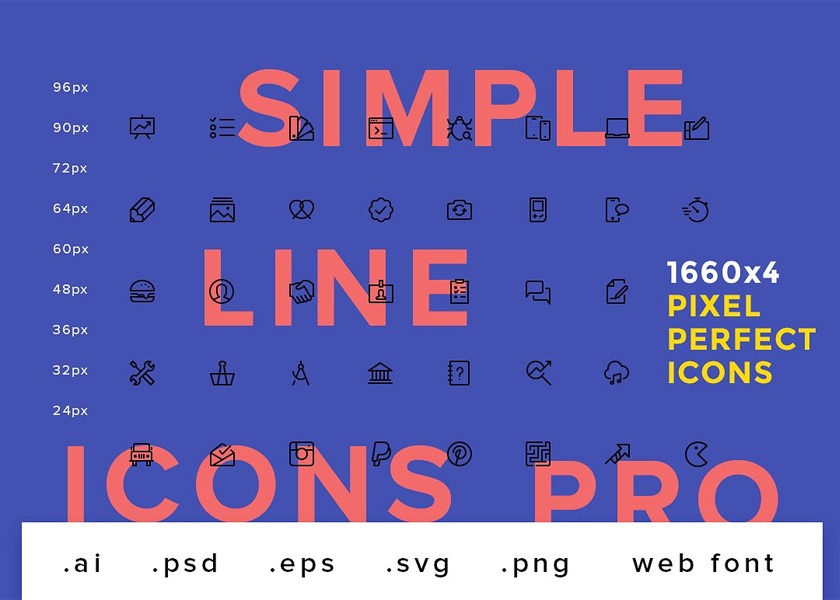 SIMPLE
LINE
ICONS PRO
96px
90px
72px
64px
60px
48px
36px
32px
24px
1660x4
PIXEL
PERFECT
ICONS
.ai .psd .eps .svg .png web font